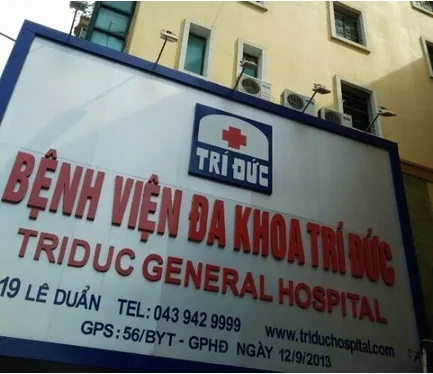 TRÍ ĐỨC
BỆNH VIỆN ĐA KHOA TRÍ ĐỨC
TRIDUC GENERAL HOSPITAL
19 LÊ DUẨN TEL: 043 942 9999 www.triduchospital.com
GPS: 56/BYT - GPHĐ NGÀY 12/9/2013